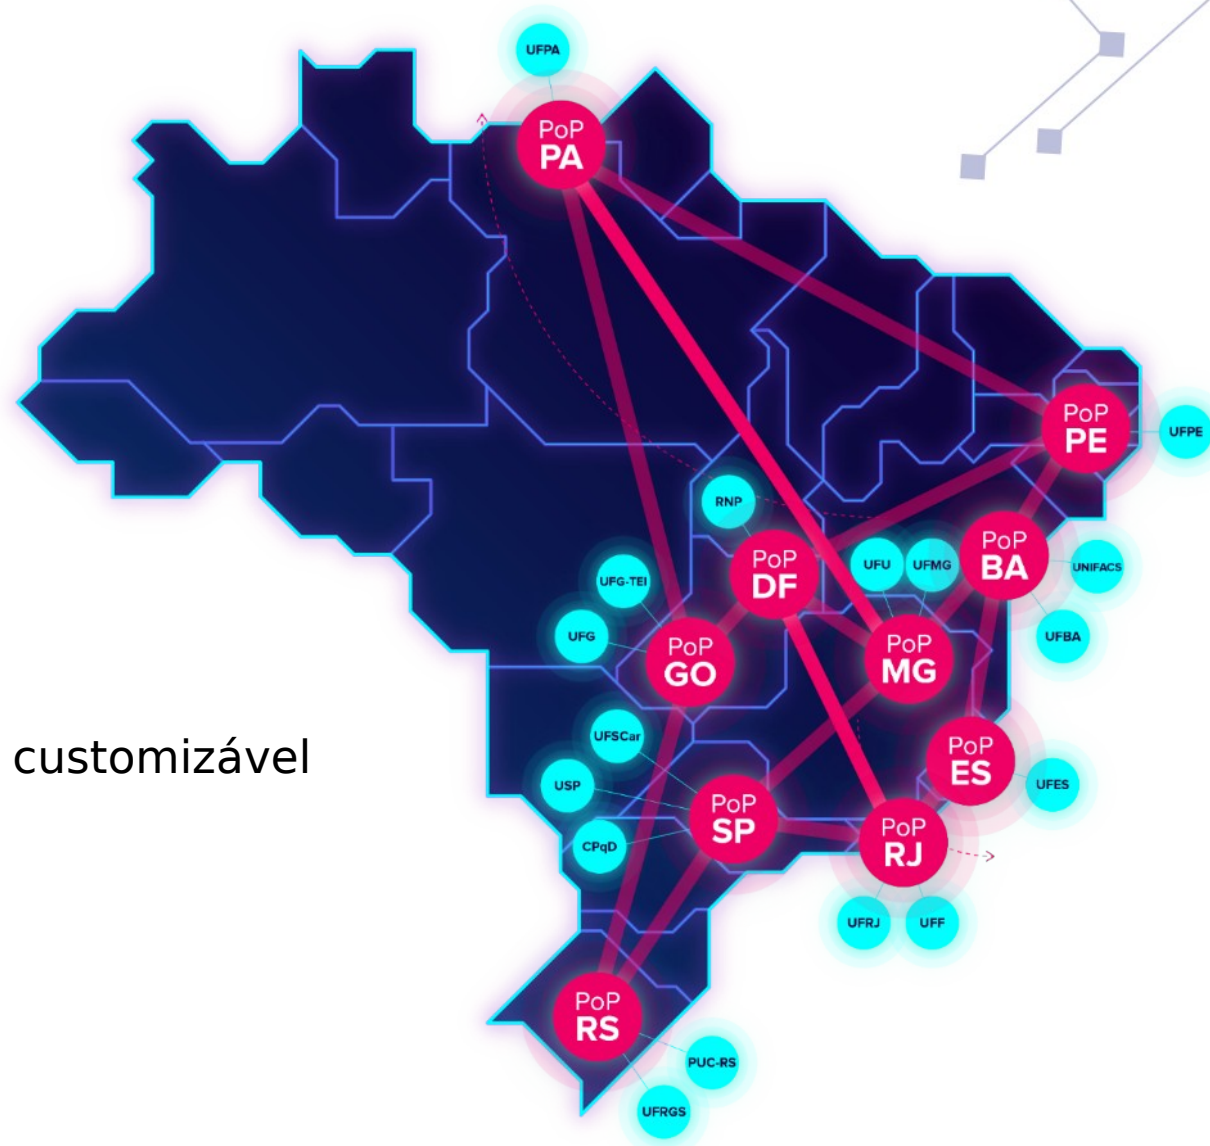 UFPA
PoP
PA
PoP
PE
UFPE
RNP
PoP
DF
UFU
UFMG
PoP
BA
UNIFACS
UFG-TEI
UFG
UFBA
PoP
GO
PoP
MG
UFSCar
customizável
USP
PoP
ES
UFES
PoP
SP
CPqD
PoP
RJ
UFRJ
UFF
PoP
RS
PUC-RS
UFRGS